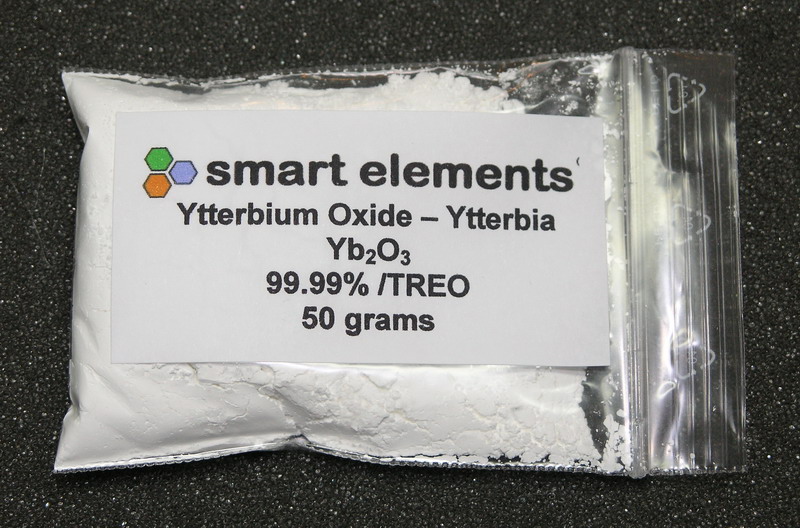 smart elements
Ytterbium Oxide – Ytterbia
Yb₂O₃
99.99% /TREO
50 grams